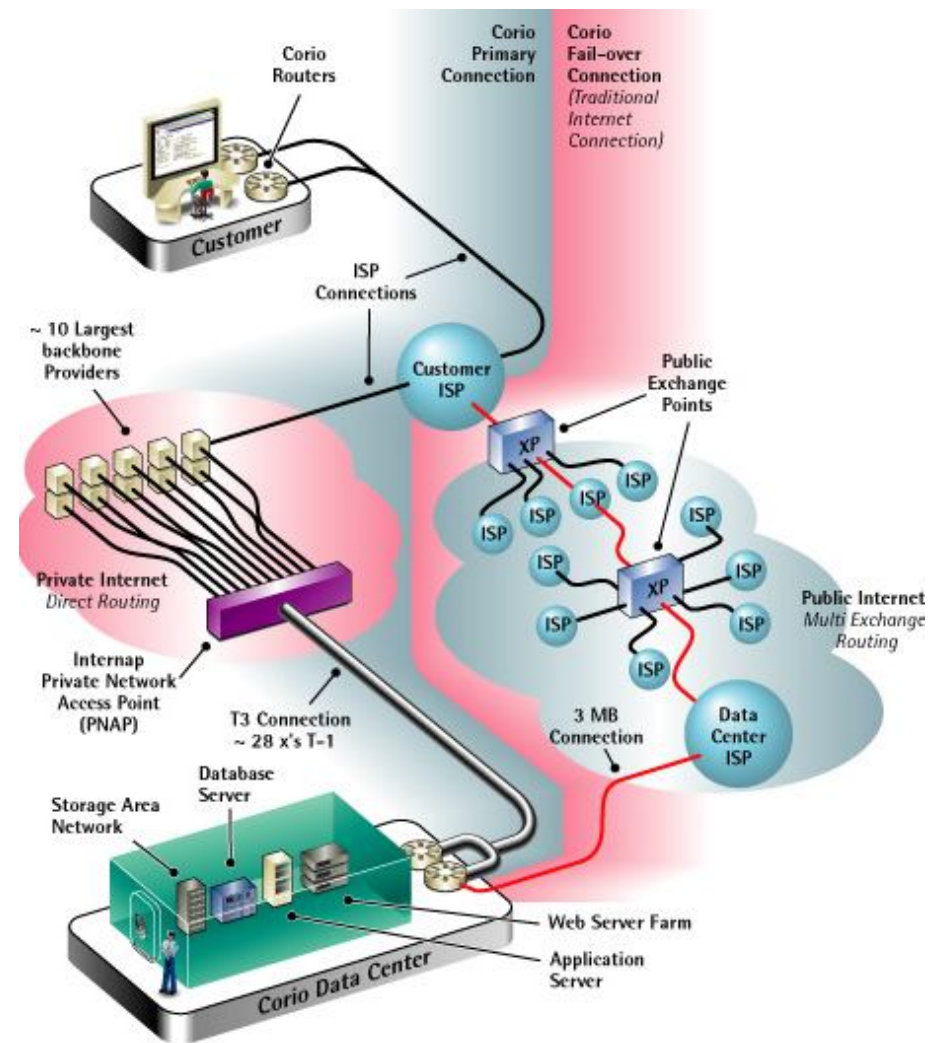 Corio
Primary
Connection
Corio
Fail-over
Connection
(Traditional
Internet
Connection)
Corio
Routers
Customer
ISP
Connections
~ 10 Largest
backbone
Providers
Customer
ISP
Public
Exchange
Points
XP
ISP
ISP
ISP
ISP
ISP
ISP
ISP
XP
ISP
ISP
ISP
ISP
Private Internet
Direct Routing
Public Internet
Multi Exchange
Routing
Internap
Private Network
Access Point
(PNAP)
T3 Connection
~ 28 x's T-1
3 MB
Connection
Data
Center
ISP
Database
Server
Storage Area
Network
Web Server Farm
Application
Server
Corio Data Center